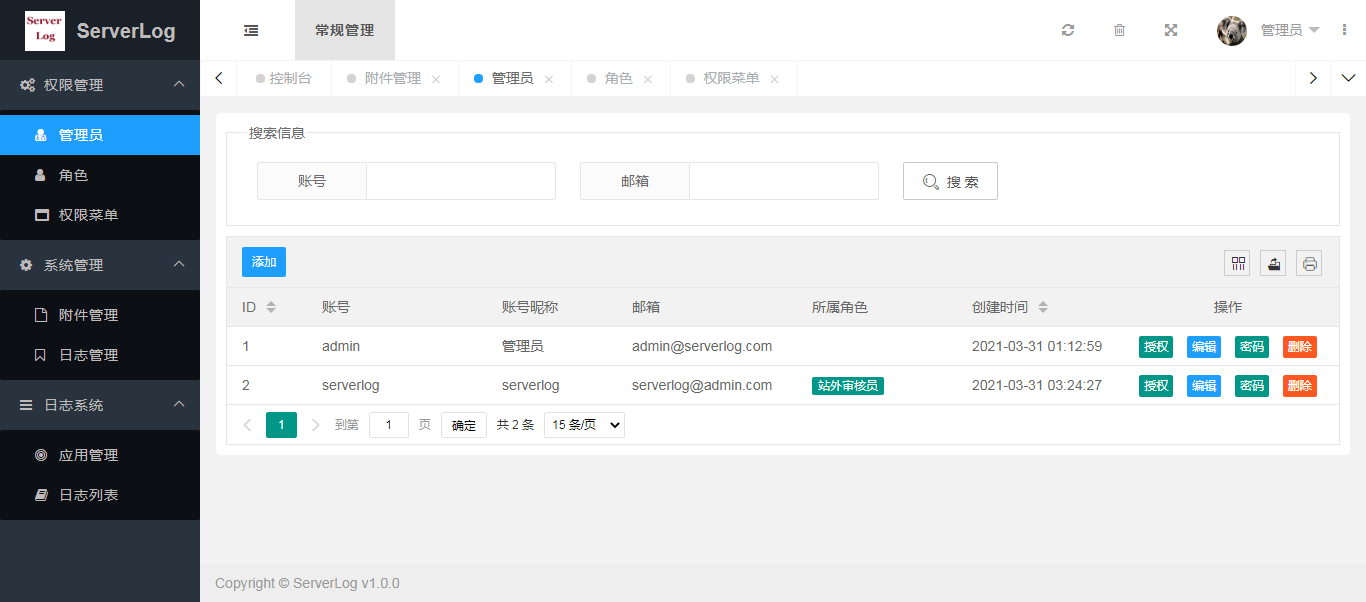 Server
Log
ServerLog
权限管理
管理员
角色
权限菜单
系统管理
附件管理
日志管理
日志系统
应用管理
日志列表
常规管理
管理员
控制台 附件管理 管理员 角色 权限菜单
搜索信息
账号 邮箱 搜 索
添加
ID 账号 账号昵称 邮箱 所属角色 创建时间 操作
1 admin 管理员 admin@serverlog.com 2021-03-31 01:12:59 授权 编辑 密码 删除
2 serverlog serverlog serverlog@admin.com 站外审核员 2021-03-31 03:24:27 授权 编辑 密码 删除
1 到第 1 页 确定 共 2 条 15 条/页
Copyright © ServerLog v1.0.0